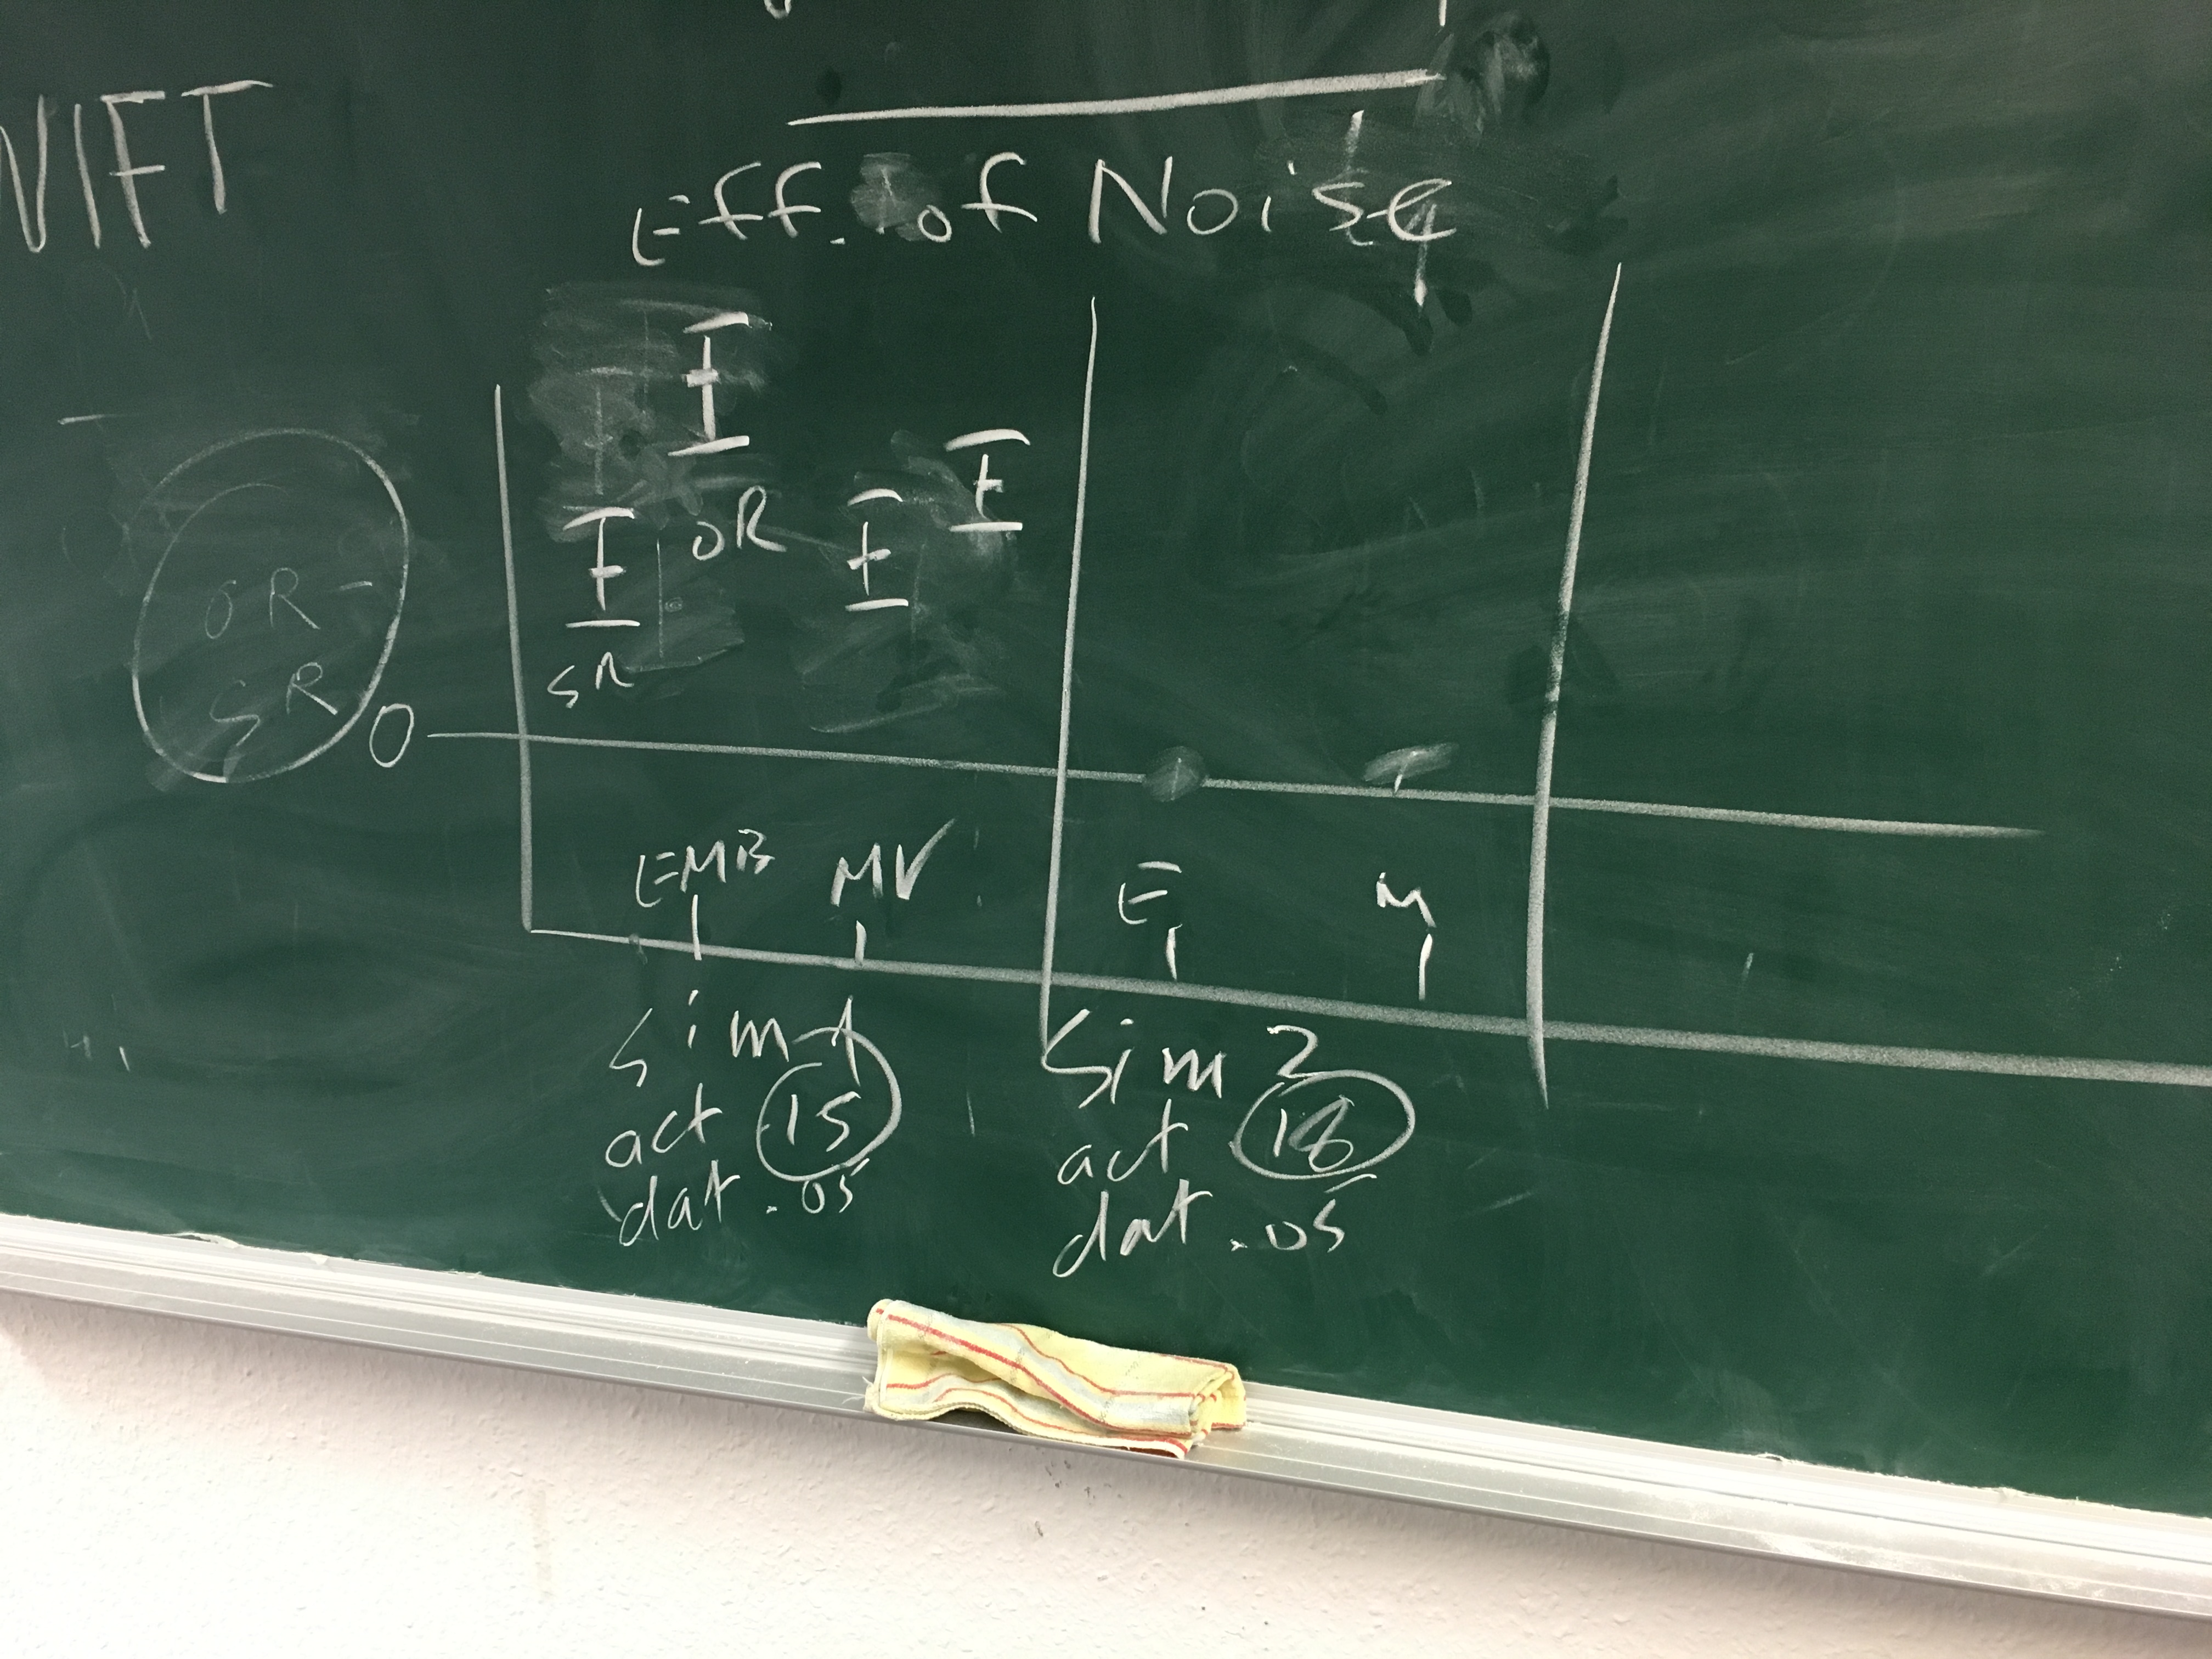 NIFT
Eff. of Noise
OR
SR
OR -
SR
0
EMB MV
E M
Sim 1
act 15
dat .05
Sim 2
act 18
dat .05